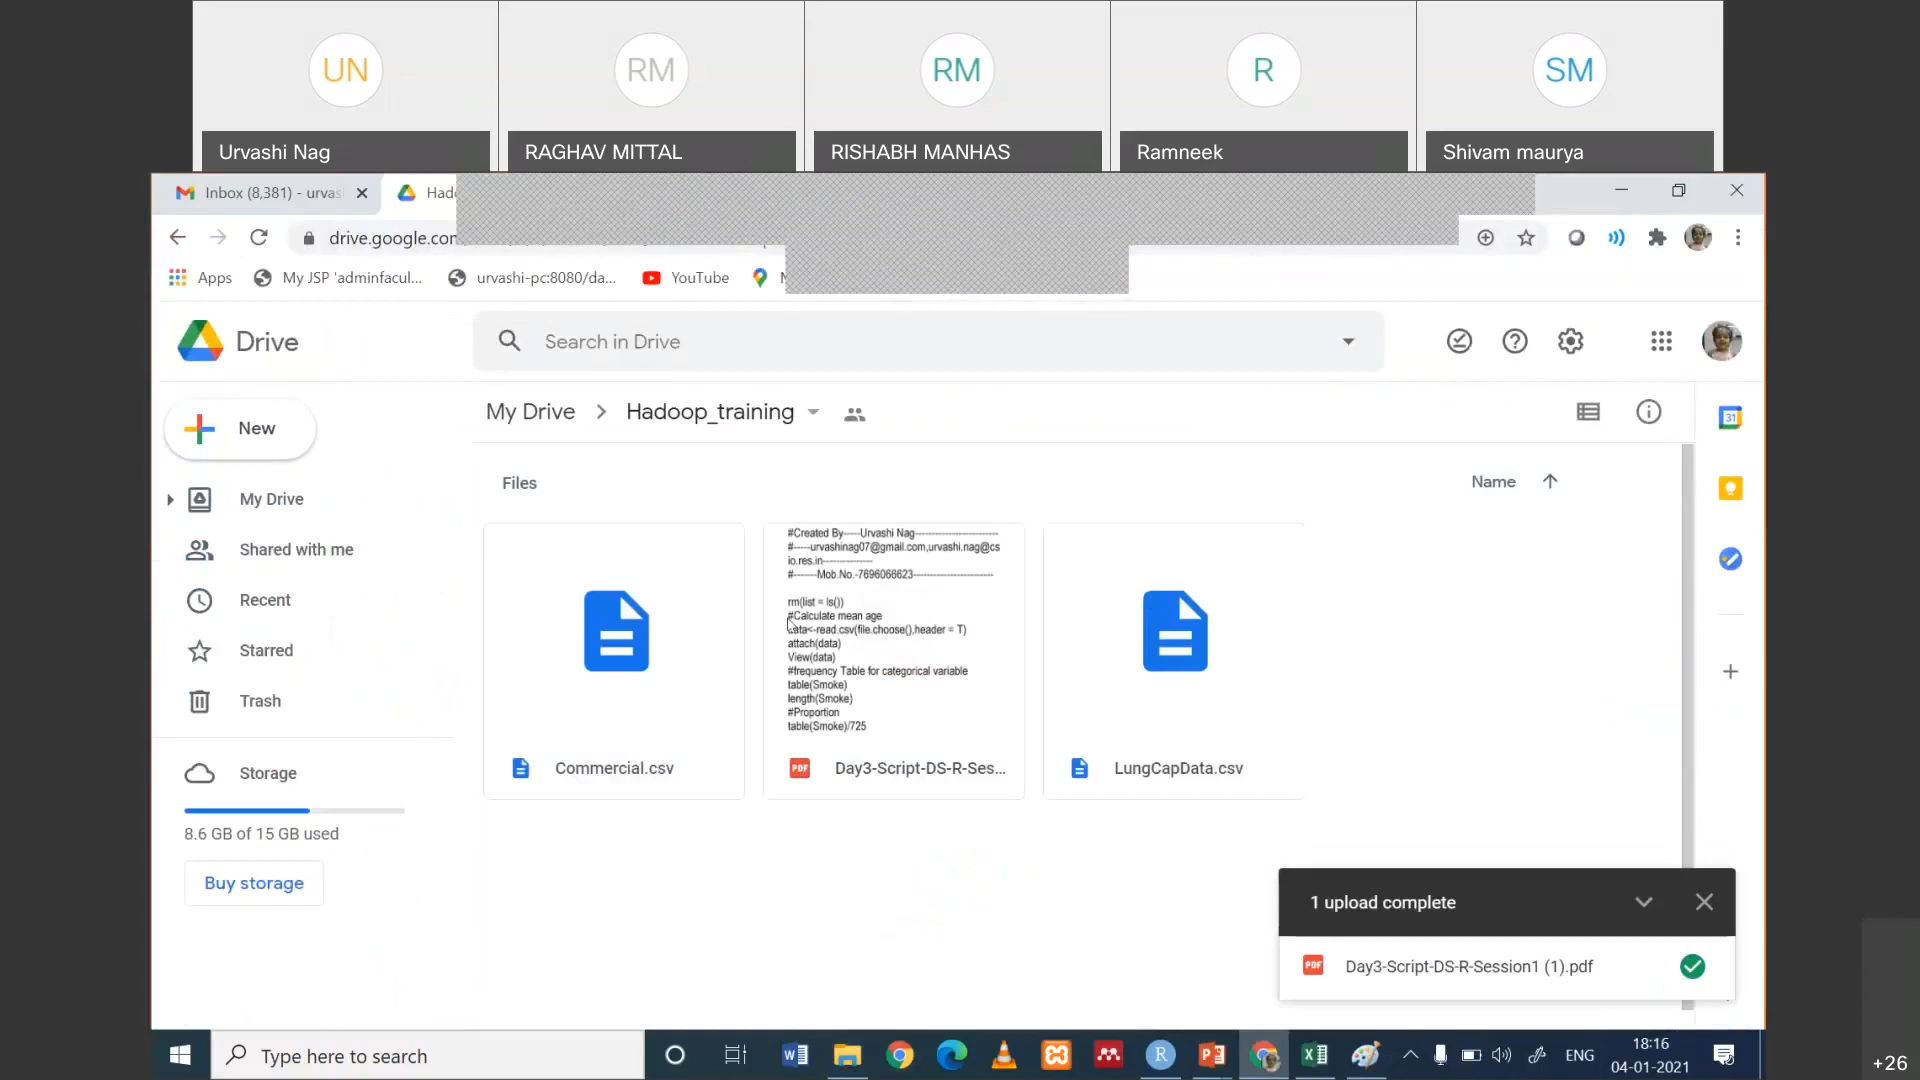 UN
RM
RM
R
SM
Urvashi Nag
RAGHAV MITTAL
RISHABH MANHAS
Ramneek
Shivam maurya
Inbox (8,381) - urvas
Hado
drive.google.com
Apps
My JSP 'adminfacul...
urvashi-pc:8080/da...
YouTube
Drive
Search in Drive
New
My Drive
Shared with me
Recent
Starred
Trash
Storage
8.6 GB of 15 GB used
Buy storage
My Drive > Hadoop_training
Files
Name
#Created By-----Urvashi Nag------------------------
#-----urvashinag07@gmail.com,urvashi.nag@cs
io.res.in--------------
#-------Mob.No.-7696066623-----------------------
rm(list = ls())
#Calculate mean age
data<-read.csv(file.choose(),header = T)
attach(data)
View(data)
#frequency Table for categorical variable
table(Smoke)
length(Smoke)
#Proportion
table(Smoke)/725
Commercial.csv
PDF
Day3-Script-DS-R-Ses...
LungCapData.csv
31
1 upload complete
PDF
Day3-Script-DS-R-Session1 (1).pdf
Type here to search
ENG
18:16
04-01-2021
+26